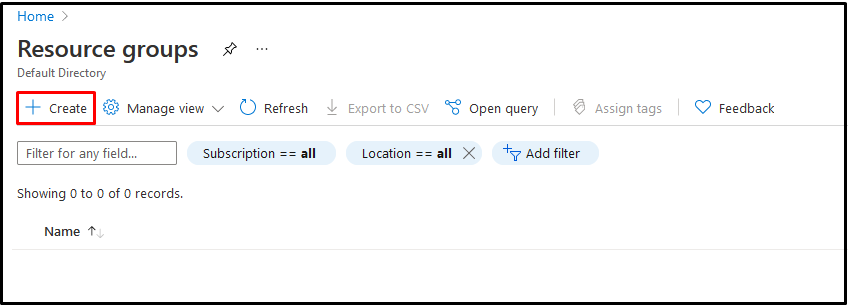 Home
Resource groups ...
Default Directory
Create Manage view Refresh Export to CSV Open query Assign tags Feedback
Filter for any field... Subscription == all Location == all Add filter
Showing 0 to 0 of 0 records.
Name ↑↓